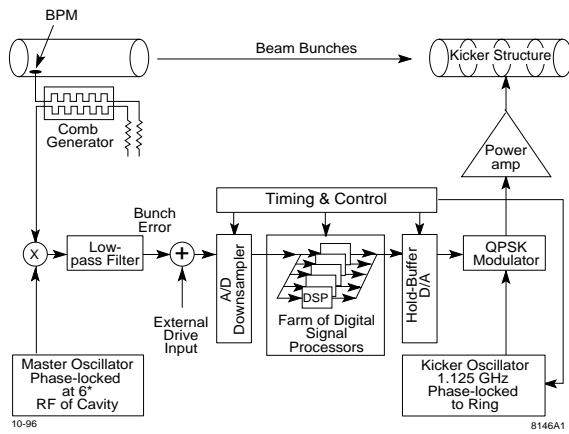 BPM
Beam Bunches
Kicker Structure
Comb
Generator
Power
amp
Timing & Control
Bunch
Error
X
Low-
pass Filter
+
A/D
Downsampler
DSP
Farm of Digital
Signal
Processors
Hold-Buffer
D/A
QPSK
Modulator
External
Drive
Input
Master Oscillator
Phase-locked
at 6*
RF of Cavity
Kicker Oscillator
1.125 GHz
Phase-locked
to Ring
10-96
8146A1